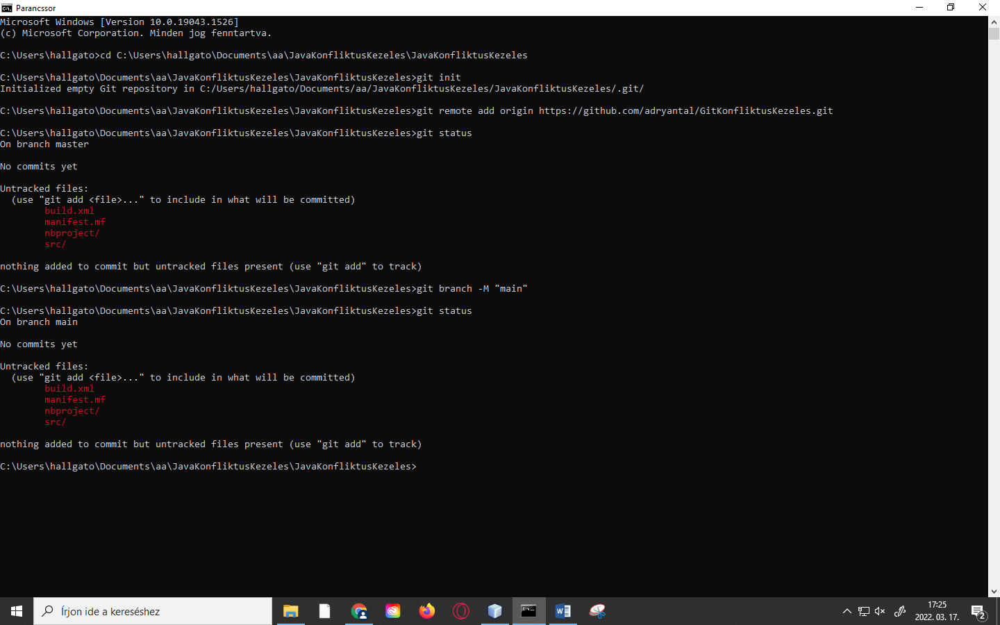 Parancssor
Microsoft Windows [Version 10.0.19043.1526]
(c) Microsoft Corporation. Minden jog fenntartva.
C:\Users\hallgato>cd C:\Users\hallgato\Documents\aa\JavaKonfliktusKezeles\JavaKonfliktusKezeles
C:\Users\hallgato\Documents\aa\JavaKonfliktusKezeles\JavaKonfliktusKezeles>git init
Initialized empty Git repository in C:/Users/hallgato/Documents/aa/JavaKonfliktusKezeles/JavaKonfliktusKezeles/.git/
C:\Users\hallgato\Documents\aa\JavaKonfliktusKezeles\JavaKonfliktusKezeles>git remote add origin https://github.com/adryantal/GitKonfliktusKezeles.git
C:\Users\hallgato\Documents\aa\JavaKonfliktusKezeles\JavaKonfliktusKezeles>git status
On branch master
No commits yet
Untracked files:
  (use "git add <file>..." to include in what will be committed)
        build.xml
        manifest.mf
        nbproject/
        src/
nothing added to commit but untracked files present (use "git add" to track)
C:\Users\hallgato\Documents\aa\JavaKonfliktusKezeles\JavaKonfliktusKezeles>git branch -M "main"
C:\Users\hallgato\Documents\aa\JavaKonfliktusKezeles\JavaKonfliktusKezeles>git status
On branch main
No commits yet
Untracked files:
  (use "git add <file>..." to include in what will be committed)
        build.xml
        manifest.mf
        nbproject/
        src/
nothing added to commit but untracked files present (use "git add" to track)
C:\Users\hallgato\Documents\aa\JavaKonfliktusKezeles\JavaKonfliktusKezeles>
Írjon ide a kereséshez
17:25
2022. 03. 17.
2